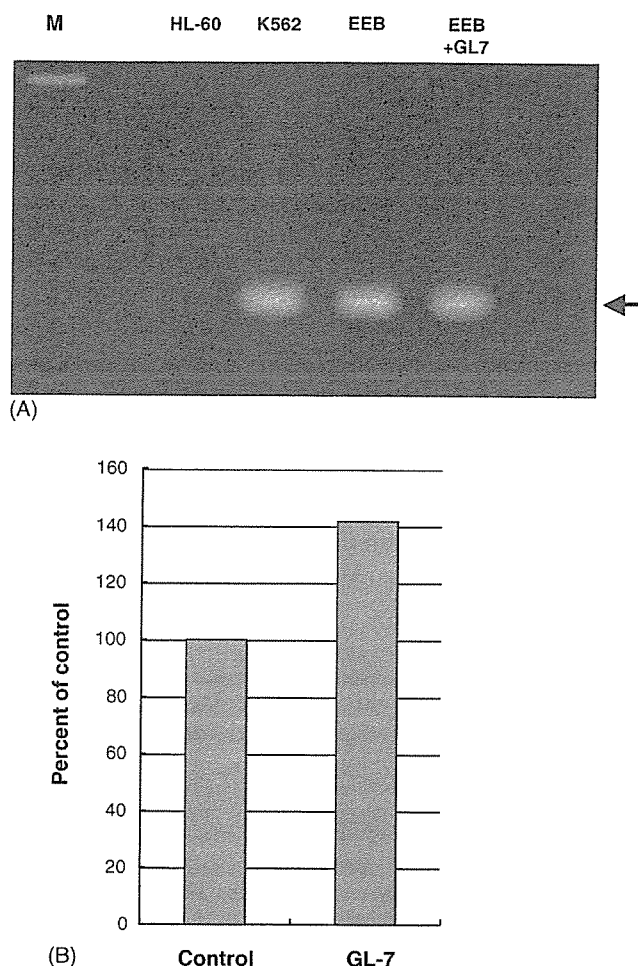 M HL-60 K562 EEB EEB
+GL7
(A)
160
140
120
100
80
60
40
20
0
Percent of control
(B) Control GL-7